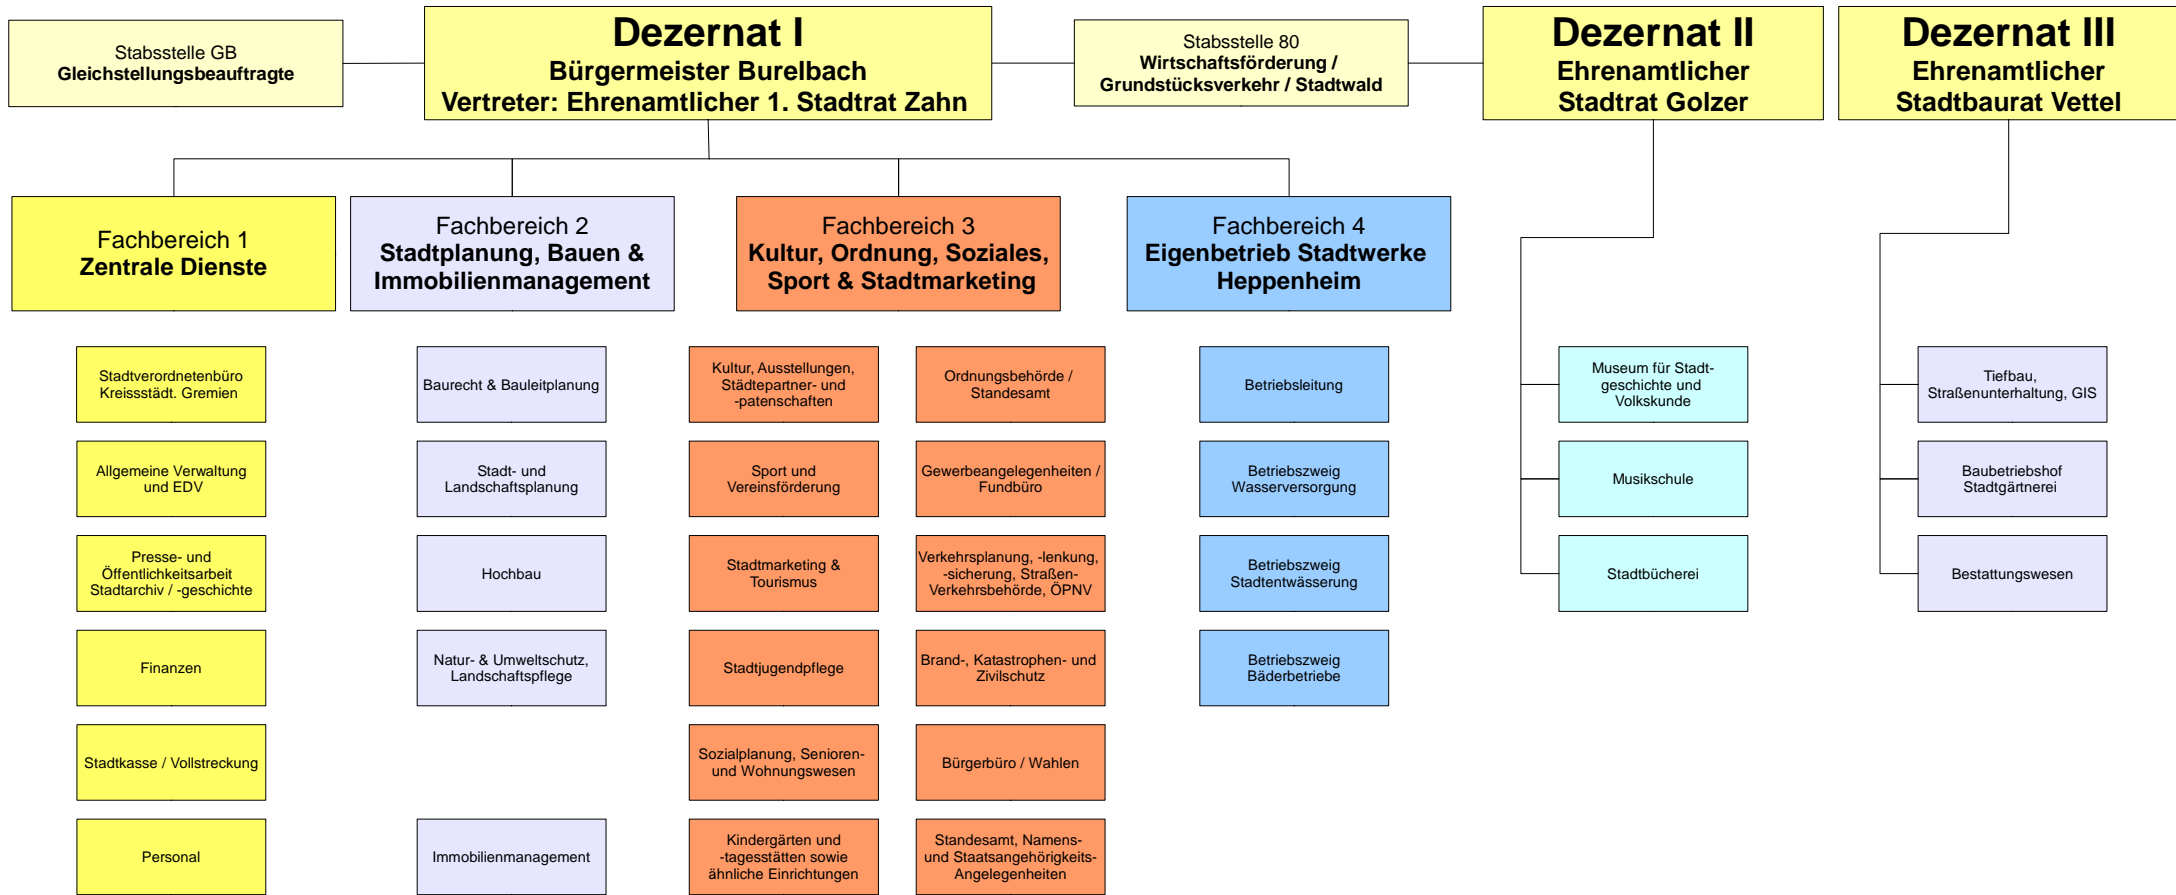 Stabsstelle GB
Gleichstellungsbeauftragte
Dezernat I
Bürgermeister Burelbach
Vertreter: Ehrenamtlicher 1. Stadtrat Zahn
Stabsstelle 80
Wirtschaftsförderung /
Grundstücksverkehr / Stadtwald
Dezernat II
Ehrenamtlicher
Stadtrat Golzer
Dezernat III
Ehrenamtlicher
Stadtbaurat Vettel
Fachbereich 1
Zentrale Dienste
Fachbereich 2
Stadtplanung, Bauen &
Immobilienmanagement
Fachbereich 3
Kultur, Ordnung, Soziales,
Sport & Stadtmarketing
Fachbereich 4
Eigenbetrieb Stadtwerke
Heppenheim
Stadtverordnetenbüro
Kreissstädt. Gremien
Allgemeine Verwaltung
und EDV
Presse- und
Öffentlichkeitsarbeit
Stadtarchiv / -geschichte
Finanzen
Stadtkasse / Vollstreckung
Personal
Baurecht & Bauleitplanung
Stadt- und
Landschaftsplanung
Hochbau
Natur- & Umweltschutz,
Landschaftspflege
Immobilienmanagement
Kultur, Ausstellungen,
Städtepartner- und
-patenschaften
Sport und
Vereinsförderung
Stadtmarketing &
Tourismus
Stadtjugendpflege
Sozialplanung, Senioren-
und Wohnungswesen
Kindergärten und
-tagesstätten sowie
ähnliche Einrichtungen
Ordnungsbehörde /
Standesamt
Gewerbeangelegenheiten /
Fundbüro
Verkehrsplanung, -lenkung,
-sicherung, Straßen-
Verkehrsbehörde, ÖPNV
Brand-, Katastrophen- und
Zivilschutz
Bürgerbüro / Wahlen
Standesamt, Namens-
und Staatsangehörigkeits-
Angelegenheiten
Betriebsleitung
Betriebszweig
Wasserversorgung
Betriebszweig
Stadtentwässerung
Betriebszweig
Bäderbetriebe
Museum für Stadt-
geschichte und
Volkskunde
Musikschule
Stadtbücherei
Tiefbau,
Straßenunterhaltung, GIS
Baubetriebshof
Stadtgärtnerei
Bestattungswesen